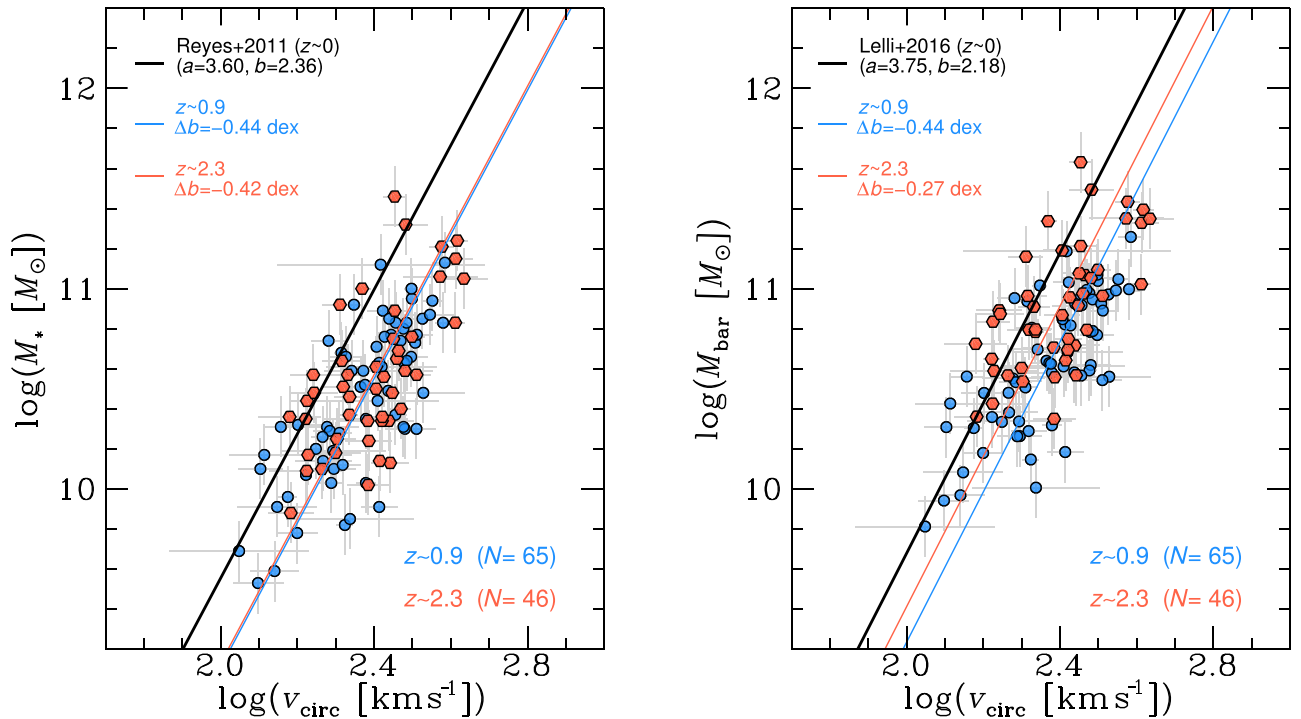 Reyes+2011 (z~0)
(a=3.60, b=2.36)
z~0.9
Δb=−0.44 dex
z~2.3
Δb=−0.42 dex
12
11
10
log(M* [M⊙])
z~0.9 (N= 65)
z~2.3 (N= 46)
2.0 2.4 2.8
log(vcirc [km s-1])
Lelli+2016 (z~0)
(a=3.75, b=2.18)
z~0.9
Δb=−0.44 dex
z~2.3
Δb=−0.27 dex
12
11
10
log(Mbar [M⊙])
z~0.9 (N= 65)
z~2.3 (N= 46)
2.0 2.4 2.8
log(vcirc [km s-1])